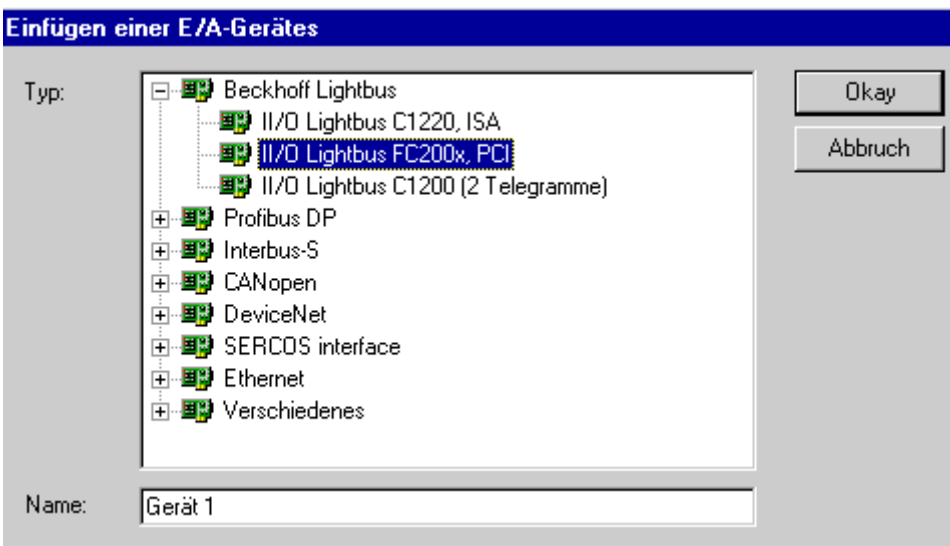 Einfügen einer E/A-Gerätes
Typ:
Beckhoff Lightbus
II/O Lightbus C1220, ISA
II/O Lightbus FC200x, PCI
II/O Lightbus C1200 (2 Telegramme)
Profibus DP
Interbus-S
CANopen
DeviceNet
SERCOS interface
Ethernet
Verschiedenes
Okay
Abbruch
Name:
Gerät 1